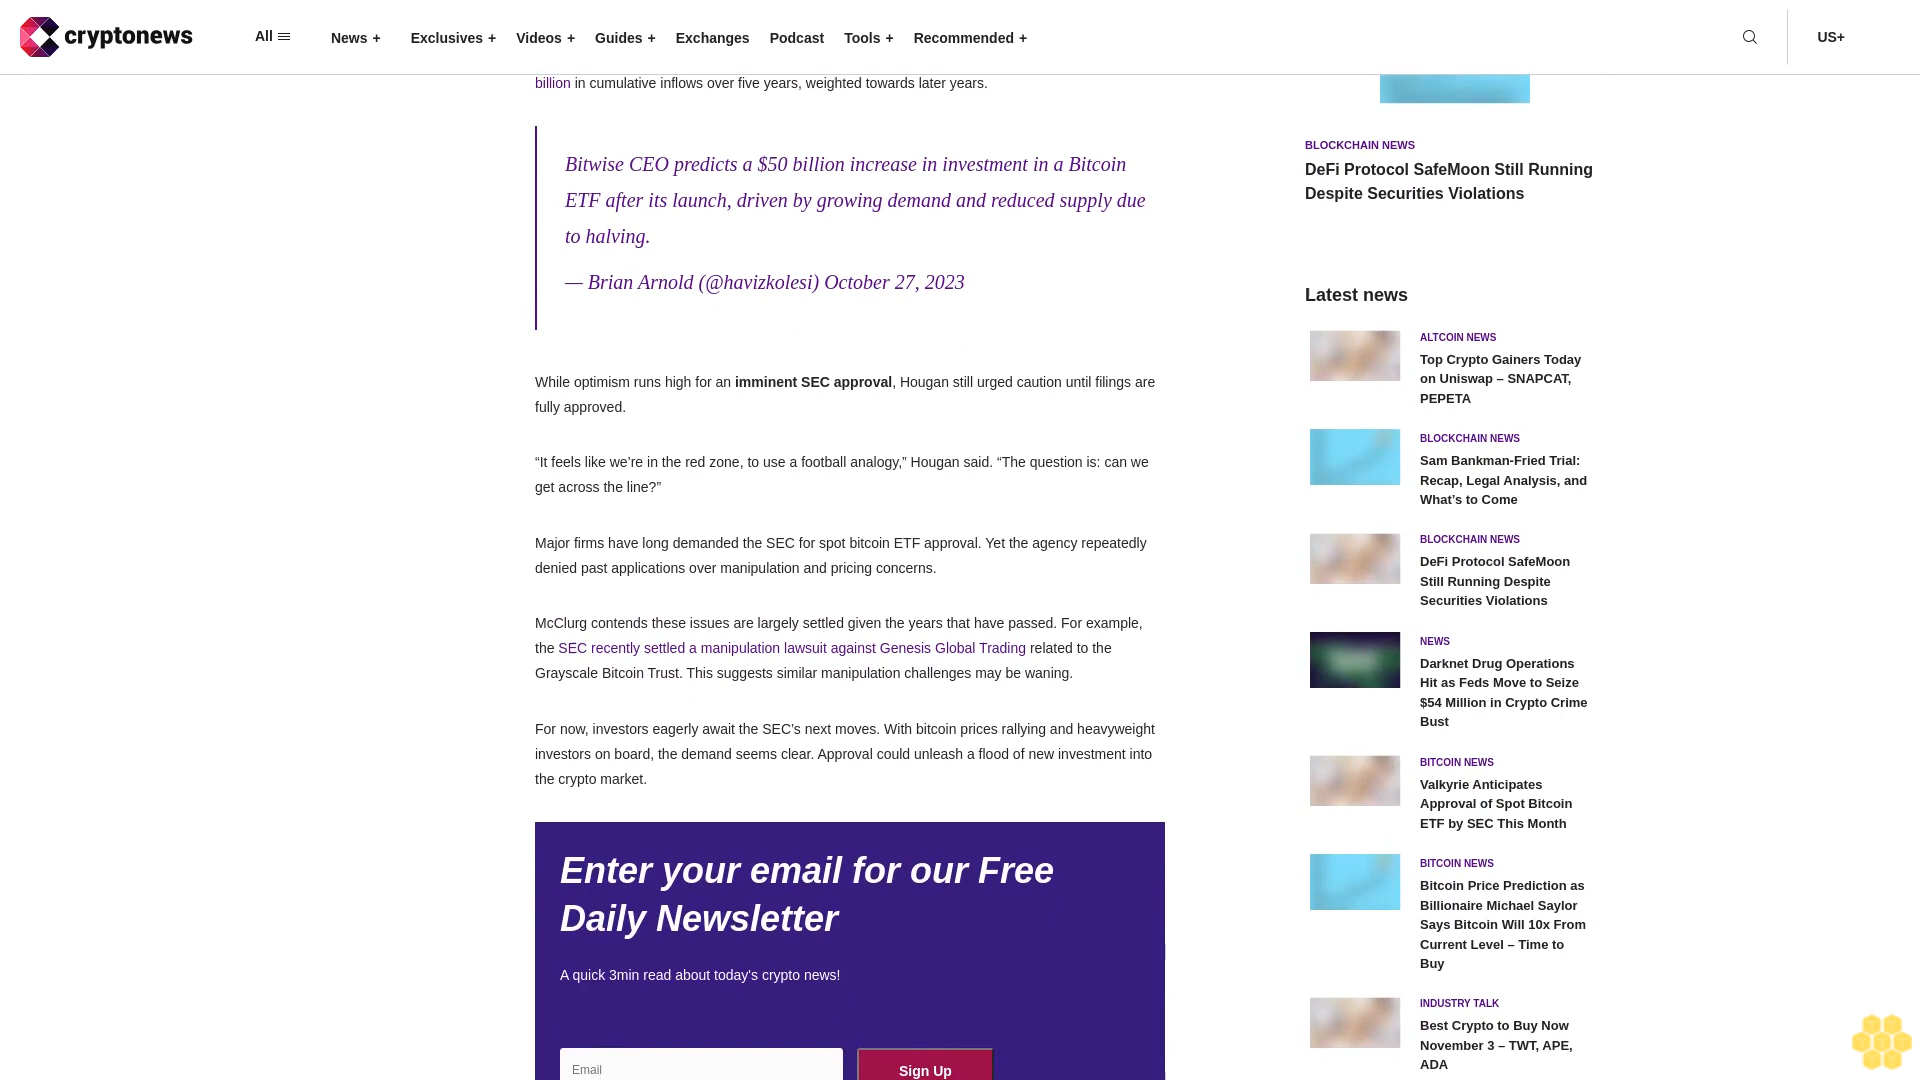 cryptonews
All
News +
Exclusives +
Videos +
Guides +
Exchanges
Podcast
Tools +
Recommended +
US+
billion in cumulative inflows over five years, weighted towards later years.
Bitwise CEO predicts a $50 billion increase in investment in a Bitcoin
ETF after its launch, driven by growing demand and reduced supply due
to halving.
— Brian Arnold (@havizkolesi) October 27, 2023
While optimism runs high for an imminent SEC approval, Hougan still urged caution until filings are
fully approved.
“It feels like we’re in the red zone, to use a football analogy,” Hougan said. “The question is: can we
get across the line?”
Major firms have long demanded the SEC for spot bitcoin ETF approval. Yet the agency repeatedly
denied past applications over manipulation and pricing concerns.
McClurg contends these issues are largely settled given the years that have passed. For example,
the SEC recently settled a manipulation lawsuit against Genesis Global Trading related to the
Grayscale Bitcoin Trust. This suggests similar manipulation challenges may be waning.
For now, investors eagerly await the SEC’s next moves. With bitcoin prices rallying and heavyweight
investors on board, the demand seems clear. Approval could unleash a flood of new investment into
the crypto market.
Enter your email for our Free
Daily Newsletter
A quick 3min read about today's crypto news!
Email
Sign Up
BLOCKCHAIN NEWS
DeFi Protocol SafeMoon Still Running
Despite Securities Violations
Latest news
ALTCOIN NEWS
Top Crypto Gainers Today
on Uniswap – SNAPCAT,
PEPETA
BLOCKCHAIN NEWS
Sam Bankman-Fried Trial:
Recap, Legal Analysis, and
What’s to Come
BLOCKCHAIN NEWS
DeFi Protocol SafeMoon
Still Running Despite
Securities Violations
NEWS
Darknet Drug Operations
Hit as Feds Move to Seize
$54 Million in Crypto Crime
Bust
BITCOIN NEWS
Valkyrie Anticipates
Approval of Spot Bitcoin
ETF by SEC This Month
BITCOIN NEWS
Bitcoin Price Prediction as
Billionaire Michael Saylor
Says Bitcoin Will 10x From
Current Level – Time to
Buy
INDUSTRY TALK
Best Crypto to Buy Now
November 3 – TWT, APE,
ADA